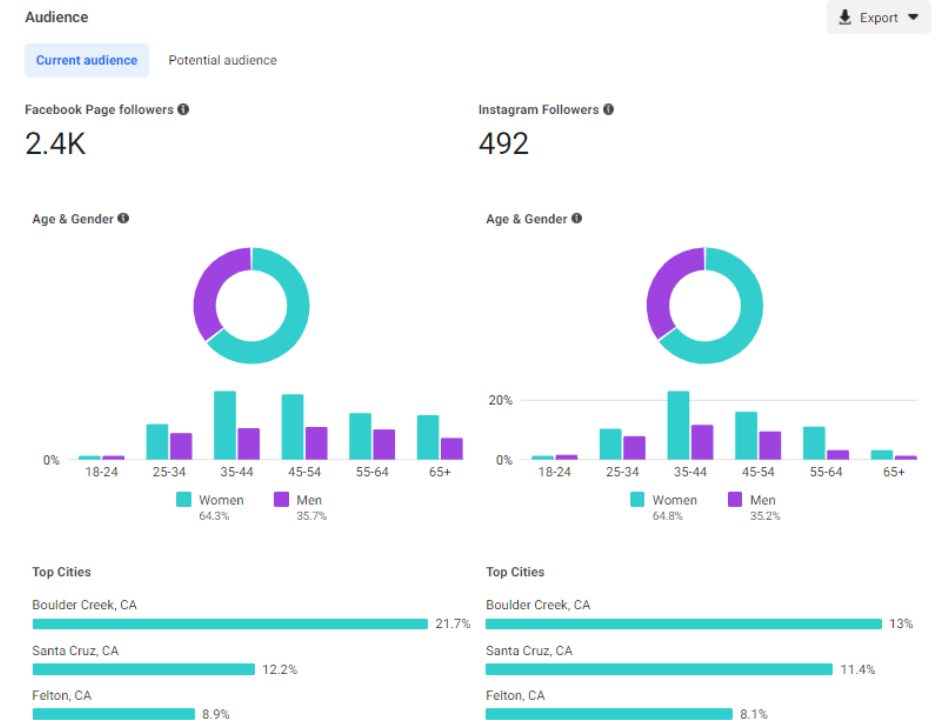 Audience
Export
Current audience
Potential audience
Facebook Page followers
2.4K
Instagram Followers
492
Age & Gender
0%
18-24 25-34 35-44 45-54 55-64 65+
Women
64.3%
Men
35.7%
Age & Gender
20%
0%
18-24 25-34 35-44 45-54 55-64 65+
Women
64.8%
Men
35.2%
Top Cities
Boulder Creek, CA
21.7%
Santa Cruz, CA
12.2%
Felton, CA
8.9%
Top Cities
Boulder Creek, CA
13%
Santa Cruz, CA
11.4%
Felton, CA
8.1%